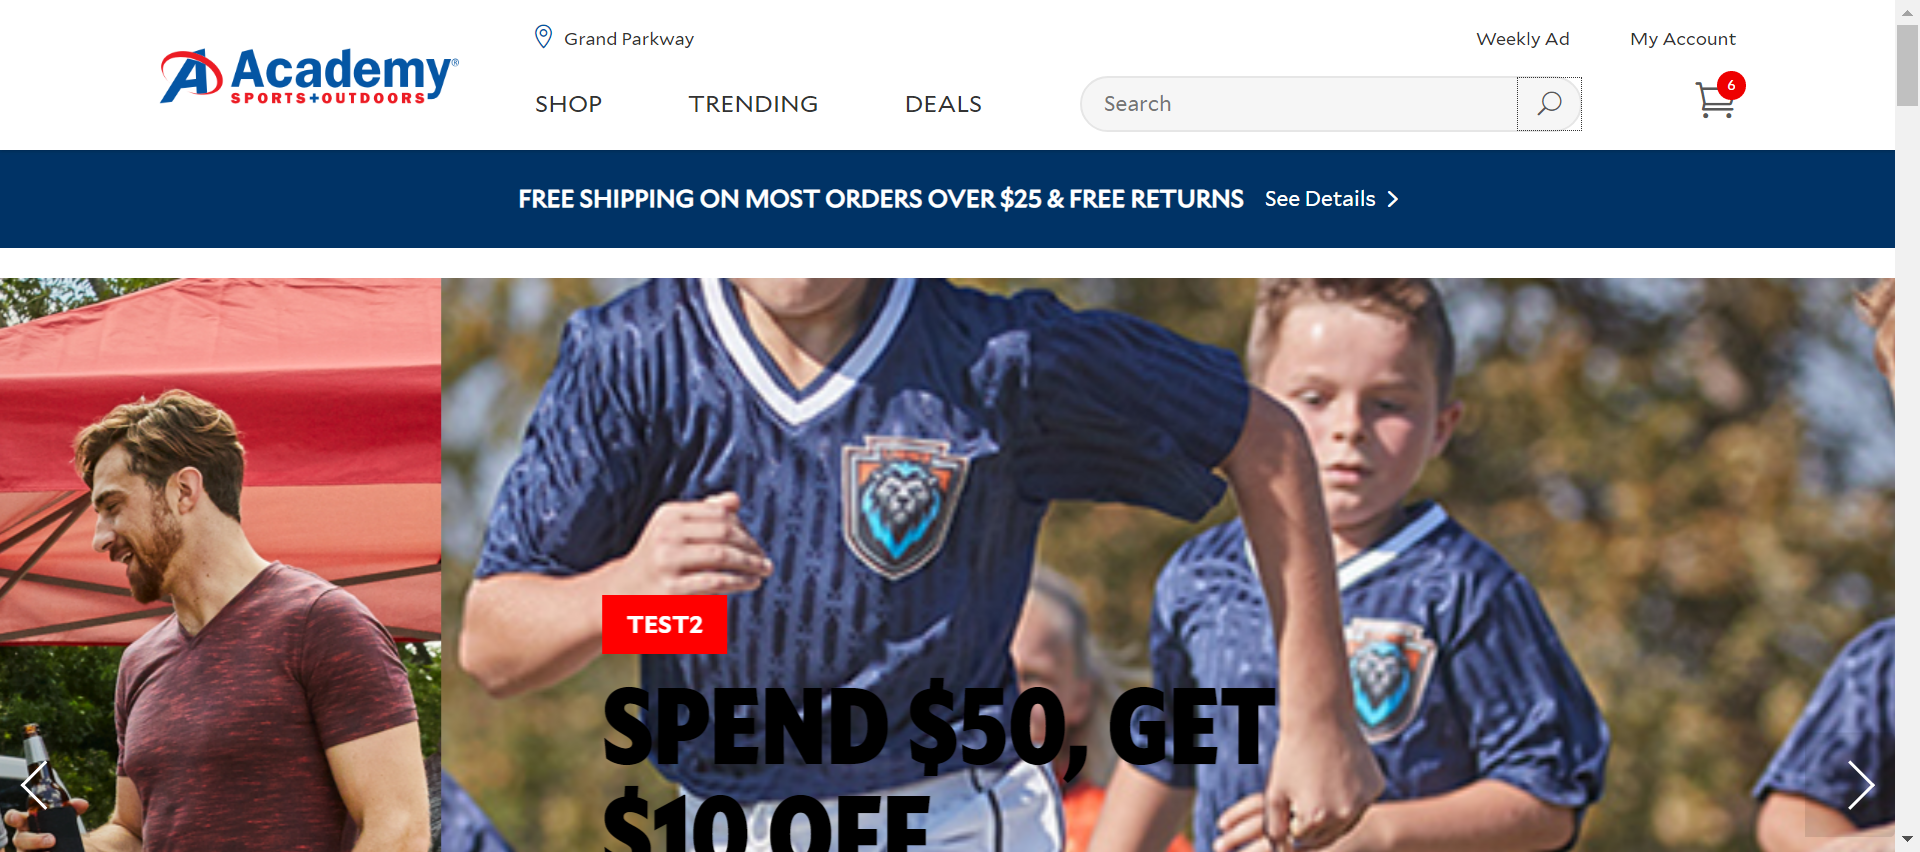 Grand Parkway
Weekly Ad
My Account
Academy®
SPORTS+OUTDOORS
SHOP
TRENDING
DEALS
Search
6
FREE SHIPPING ON MOST ORDERS OVER $25 & FREE RETURNS See Details
TEST2
SPEND $50, GET
$10 OFF